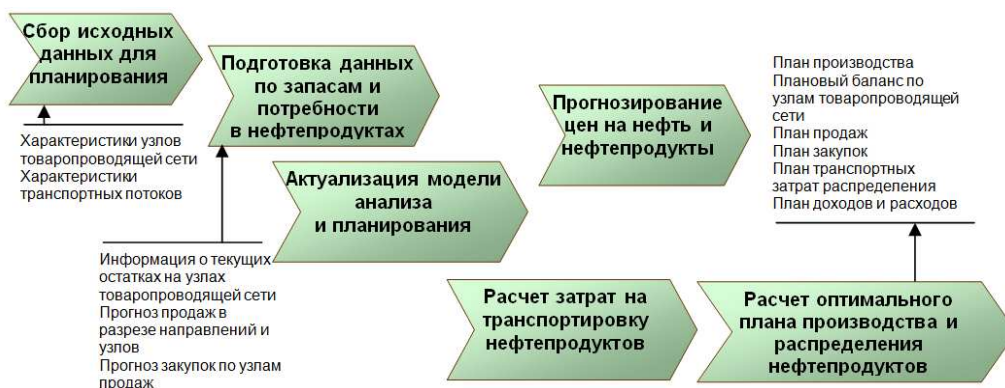 Сбор исходных
данных для
планирования
Подготовка данных
по запасам и
потребности
в нефтепродуктах
Характеристики узлов
товаропроводящей сети
Характеристики
транспортных потоков
Актуализация модели
анализа
и планирования
Информация о текущих
остатках на узлах
товаропроводящей сети
Прогноз продаж в
разрезе направлений и
узлов
Прогноз закупок по узлам
продаж
Прогнозирование
цен на нефть и
нефтепродукты
Расчет затрат на
транспортировку
нефтепродуктов
План производства
Плановый баланс по
узлам товаропроводящей
сети
План продаж
План закупок
План транспортных
затрат распределения
План доходов и расходов
Расчет оптимального
плана производства и
распределения
нефтепродуктов